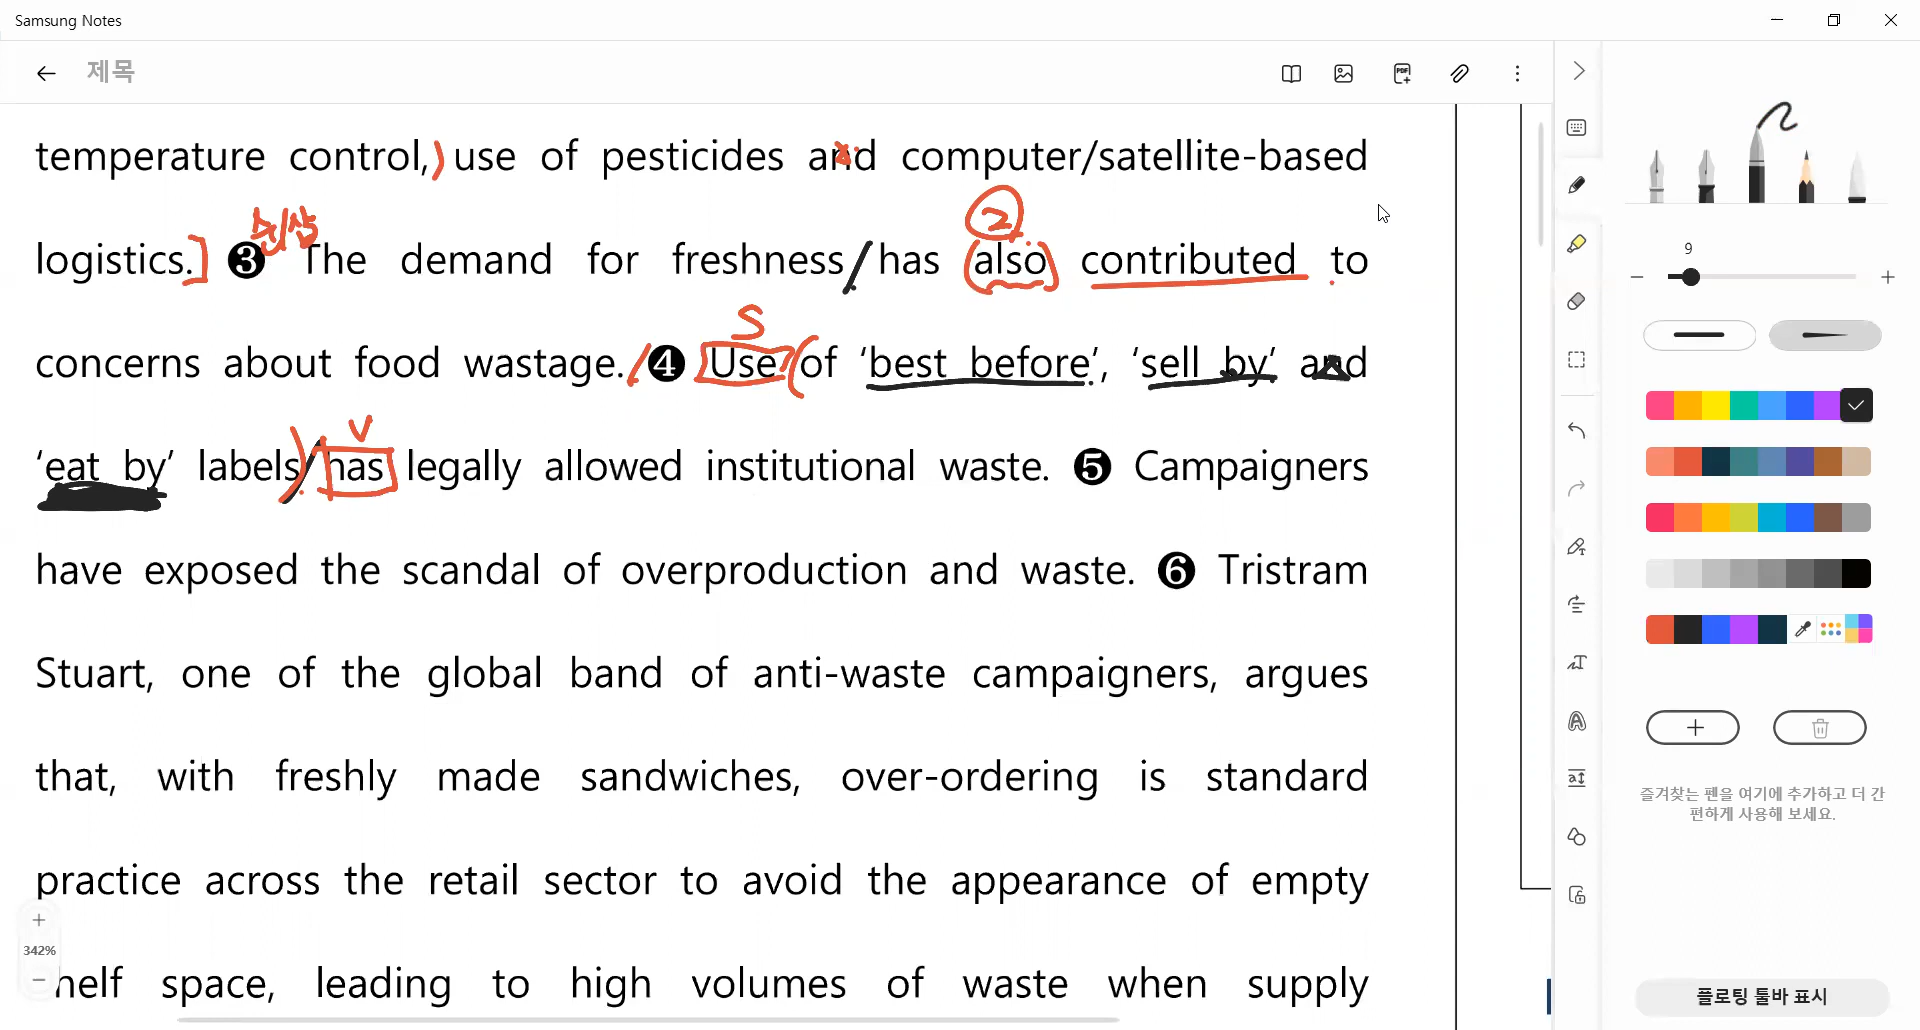 Samsung Notes
제목
temperature control, use of pesticides and computer/satellite-based
2
logistics. ❸ The demand for freshness has also contributed to
S
concerns about food wastage. ❹ Use of ‘best before’, ‘sell by’ and
V
‘eat by’ labels has legally allowed institutional waste. ❺ Campaigners
have exposed the scandal of overproduction and waste. ❻ Tristram
Stuart, one of the global band of anti-waste campaigners, argues
that, with freshly made sandwiches, over-ordering is standard
practice across the retail sector to avoid the appearance of empty
helf space, leading to high volumes of waste when supply
342%
9
즐겨찾는 펜을 여기에 추가하고 더 간
편하게 사용해 보세요.
플로팅 툴바 표시